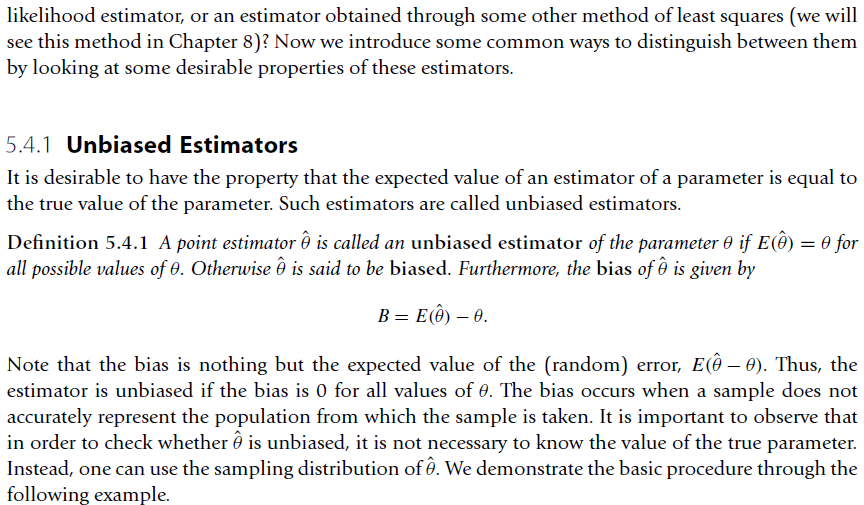 likelihood estimator, or an estimator obtained through some other method of least squares (we will
see this method in Chapter 8)? Now we introduce some common ways to distinguish between them
by looking at some desirable properties of these estimators.
5.4.1 Unbiased Estimators
It is desirable to have the property that the expected value of an estimator of a parameter is equal to
the true value of the parameter. Such estimators are called unbiased estimators.
Definition 5.4.1 A point estimator θ̂ is called an unbiased estimator of the parameter θ if E(θ̂) = θ for
all possible values of θ. Otherwise θ̂ is said to be biased. Furthermore, the bias of θ̂ is given by
B = E(θ̂) − θ.
Note that the bias is nothing but the expected value of the (random) error, E(θ̂ − θ). Thus, the
estimator is unbiased if the bias is 0 for all values of θ. The bias occurs when a sample does not
accurately represent the population from which the sample is taken. It is important to observe that
in order to check whether θ̂ is unbiased, it is not necessary to know the value of the true parameter.
Instead, one can use the sampling distribution of θ̂. We demonstrate the basic procedure through the
following example.